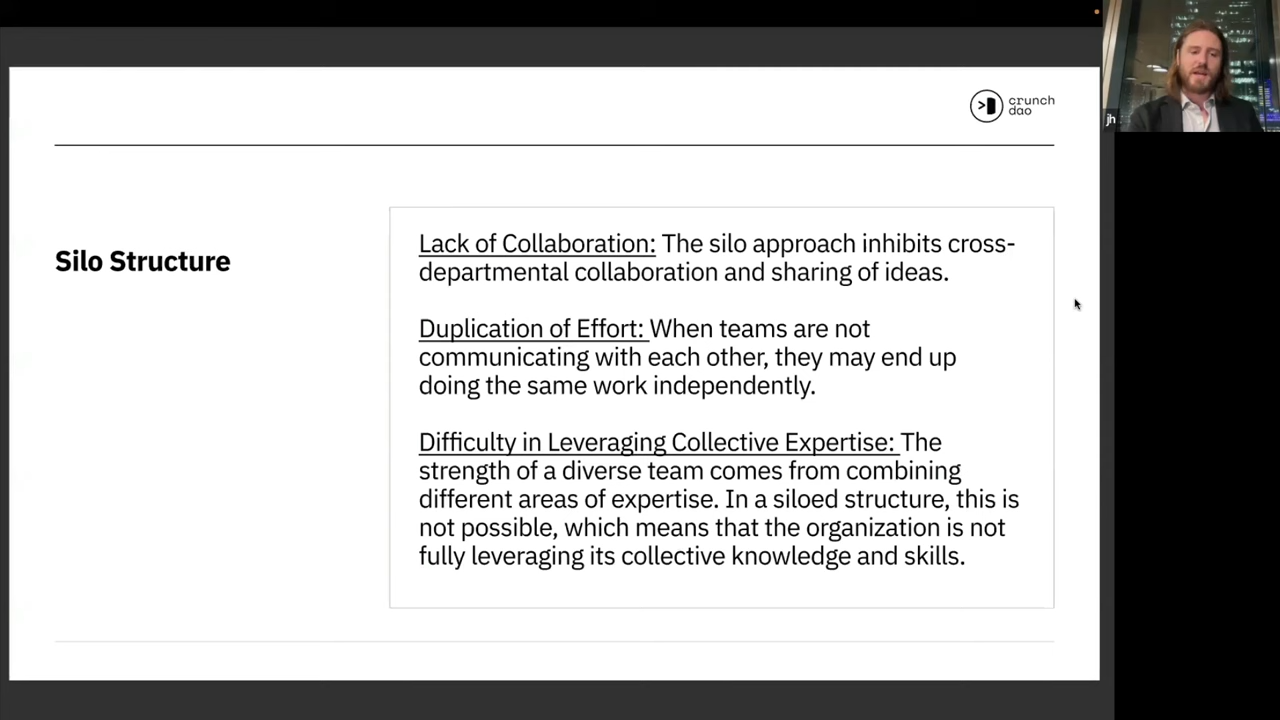 crunch
dao
jh
Silo Structure
Lack of Collaboration: The silo approach inhibits cross-
departmental collaboration and sharing of ideas.
Duplication of Effort: When teams are not
communicating with each other, they may end up
doing the same work independently.
Difficulty in Leveraging Collective Expertise: The
strength of a diverse team comes from combining
different areas of expertise. In a siloed structure, this is
not possible, which means that the organization is not
fully leveraging its collective knowledge and skills.